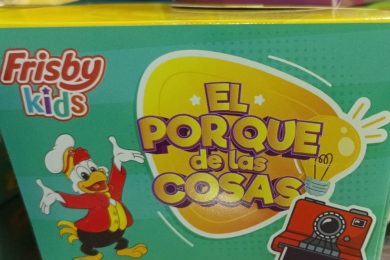 Frisby
kids
EL
PORQUE
de las
COSAS